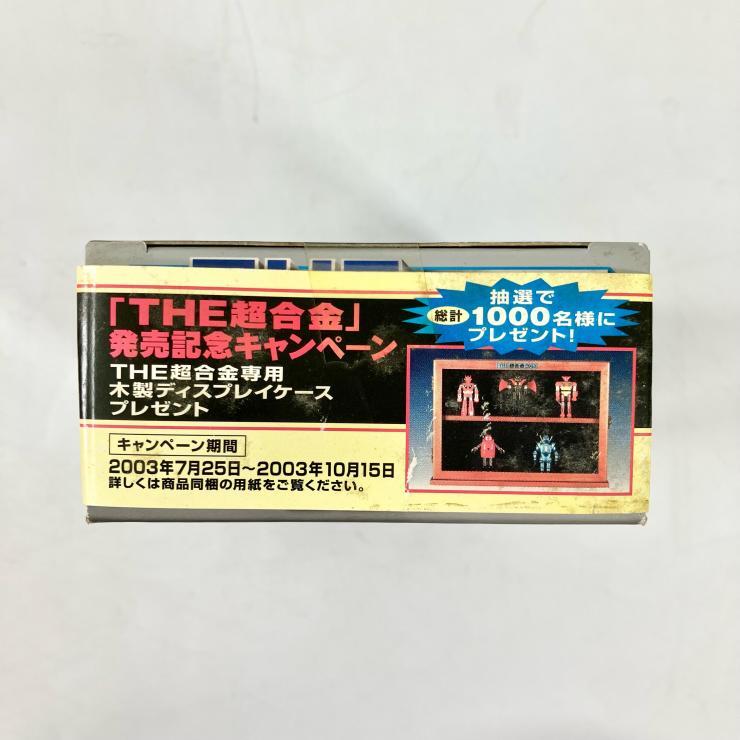 「THE超合金」
発売記念キャンペーン
THE超合金専用
木製ディスプレイケース
プレゼント
キャンペーン期間
2003年7月25日～2003年10月15日
詳しくは商品同梱の用紙をご覧ください。
抽選で
総計 1000名様に
プレゼント!